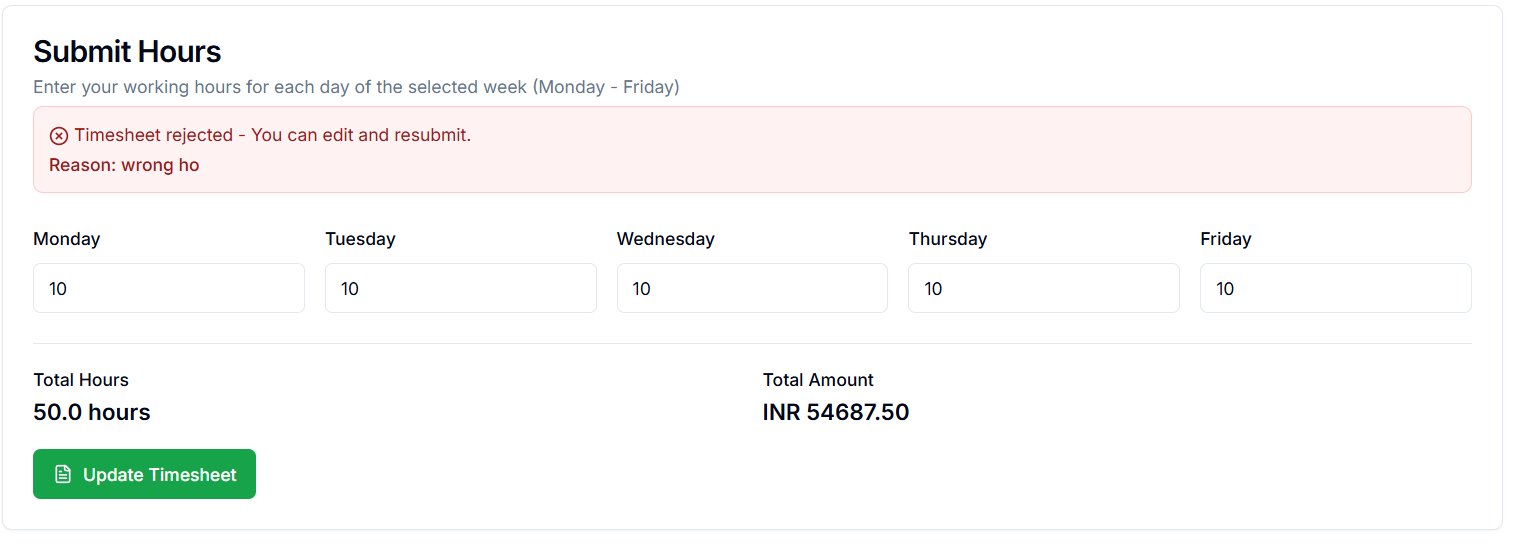 Submit Hours
Enter your working hours for each day of the selected week (Monday - Friday)
Timesheet rejected - You can edit and resubmit.
Reason: wrong ho
Monday Tuesday Wednesday Thursday Friday
10 10 10 10 10
Total Hours Total Amount
50.0 hours INR 54687.50
Update Timesheet